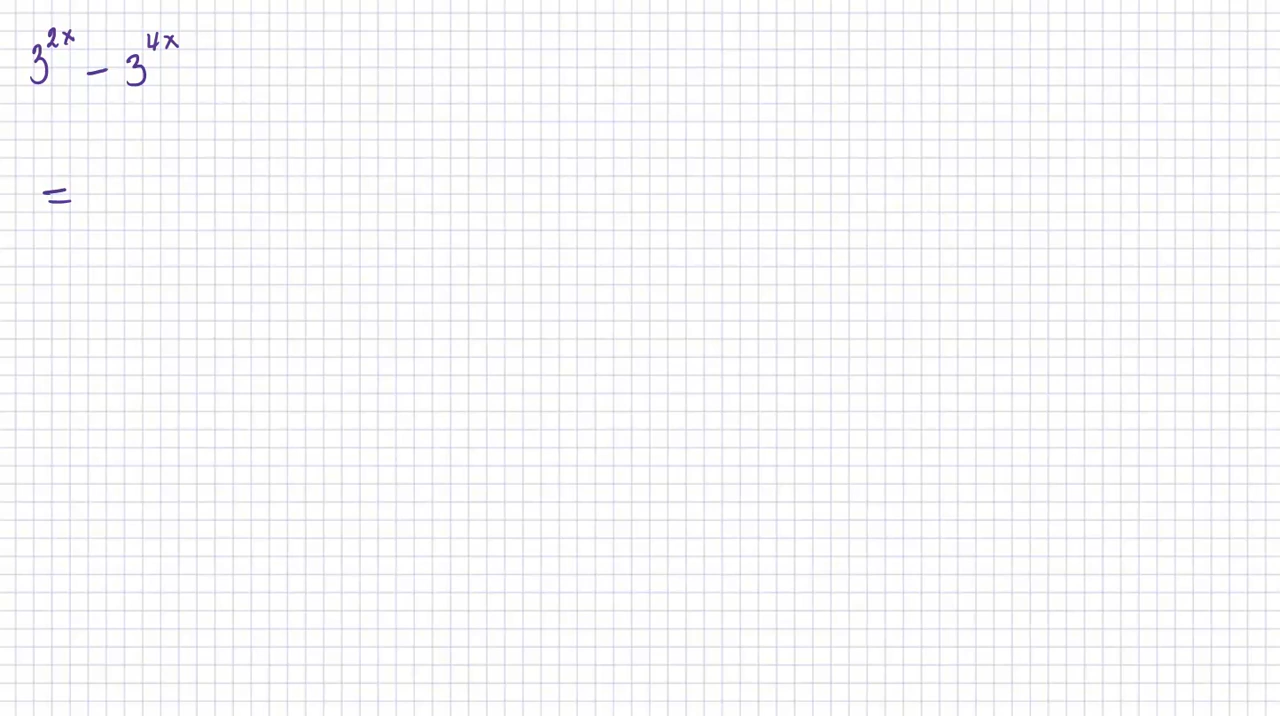 3^{2x} - 3^{4x}
=